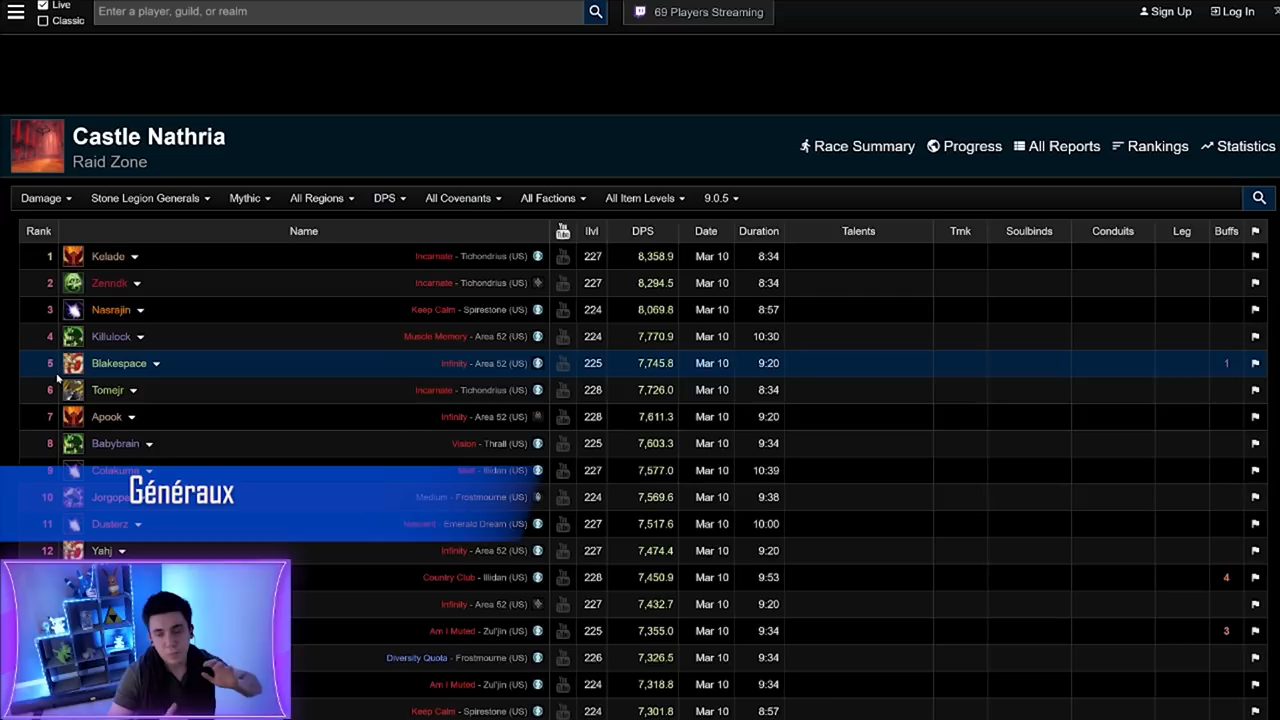 Live
Classic
Enter a player, guild, or realm
69 Players Streaming
Sign Up
Log In
Castle Nathria
Raid Zone
Race Summary Progress All Reports Rankings Statistics
Damage Stone Legion Generals Mythic All Regions DPS All Covenants All Factions All Item Levels 9.0.5
Rank Name You Tube Ilvl DPS Date Duration Talents Trnk Soulbinds Conduits Leg Buffs
1 Kelade Incarnate - Tichondrius (US) 227 8,358.9 Mar 10 8:34
2 Zenndk Incarnate - Tichondrius (US) 227 8,294.5 Mar 10 8:34
3 Nasrajin Keep Calm - Spirestone (US) 224 8,069.8 Mar 10 8:57
4 Killulock Muscle Memory - Area 52 (US) 224 7,770.9 Mar 10 10:30
5 Blakespace Infinity - Area 52 (US) 225 7,745.8 Mar 10 9:20 1
6 Tomejr Incarnate - Tichondrius (US) 228 7,726.0 Mar 10 8:34
7 Apook Infinity - Area 52 (US) 228 7,611.3 Mar 10 9:20
8 Babybrain Vision - Thrall (US) 225 7,603.3 Mar 10 9:34
9 Illidan (US) 227 7,577.0 Mar 10 10:39
Généraux
10 Medium - Frostmourne (US) 224 7,569.6 Mar 10 9:38
11 Dusterz Emerald Dream (US) 227 7,517.6 Mar 10 10:00
12 Yahj Infinity - Area 52 (US) 227 7,474.4 Mar 10 9:20
Country Club - Illidan (US) 228 7,450.9 Mar 10 9:53 4
Infinity - Area 52 (US) 227 7,432.7 Mar 10 9:20
Am I Muted - Zul'jin (US) 225 7,355.0 Mar 10 9:34 3
Diversity Quota - Frostmourne (US) 226 7,326.5 Mar 10 9:34
Am I Muted - Zul'jin (US) 224 7,318.8 Mar 10 9:34
Keep Calm - Spirestone (US) 224 7,301.8 Mar 10 8:57